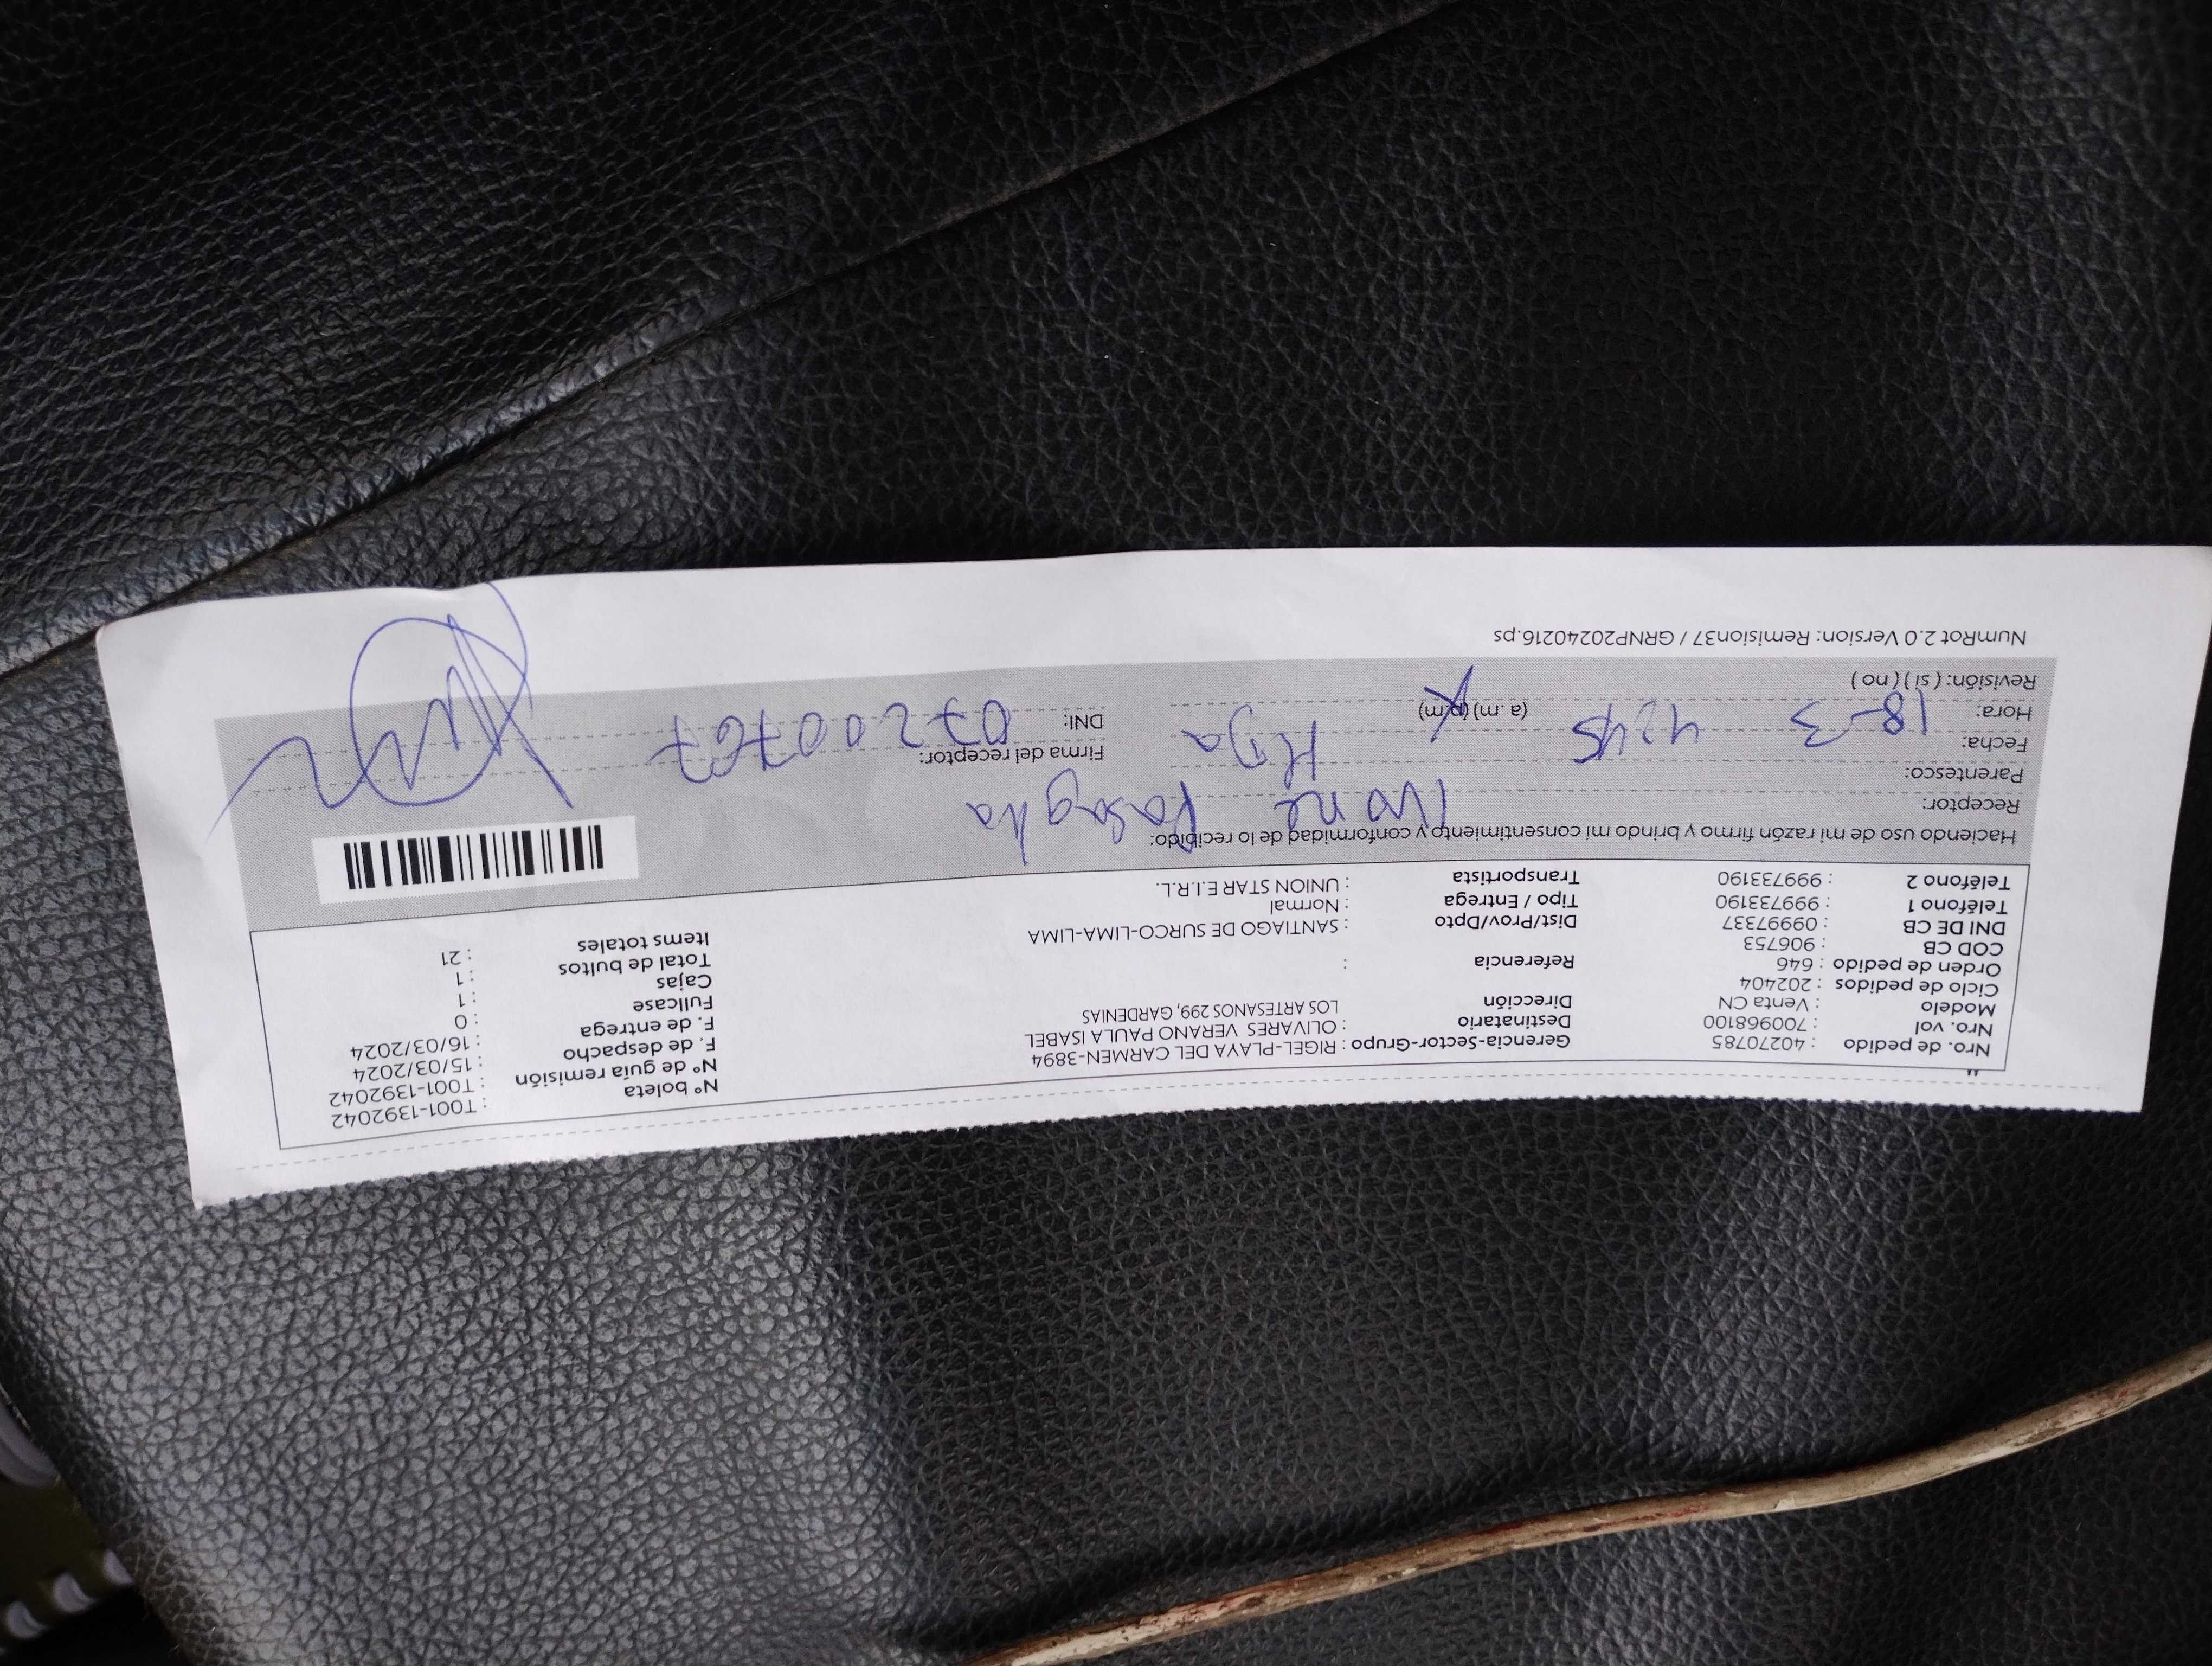 Nro. de pedido : 40270785 Gerencia-Sector-Grupo : RIGEL-PLAYA DEL CARMEN-3894 N° boleta : T001-1392042
Nro. vol : 700968100 Destinatario : OLIVARES VERANO PAULA ISABEL N° de guía remisión : T001-1392042
Modelo : Venta CN Dirección LOS ARTESANOS 299, GARDENIAS F. de despacho : 15/03/2024
Ciclo de pedidos : 202404 F. de entrega : 16/03/2024
Orden de pedido : 646 Referencia : Fullcase : 0
COD CB : 906753 Cajas : 1
DNI DE CB : 09997337 Dist/Prov/Dpto : SANTIAGO DE SURCO-LIMA-LIMA Total de bultos : 1
Teléfono 1 : 999733190 Tipo / Entrega : Normal Items totales : 21
Teléfono 2 : 999733190 Transportista : UNION STAR E.I.R.L.
Haciendo uso de mi razón firmo y brindo mi consentimiento y conformidad de lo recibido:
Receptor: Ivone
Parentesco: Hija
Fecha: 18-3 Firma del receptor:
Hora: 4:45 (a.m) (p.m) DNI: 07200767
Revisión: ( si ) ( no )
NumRot 2.0 Version: Remision37 / GRNP20240216.ps